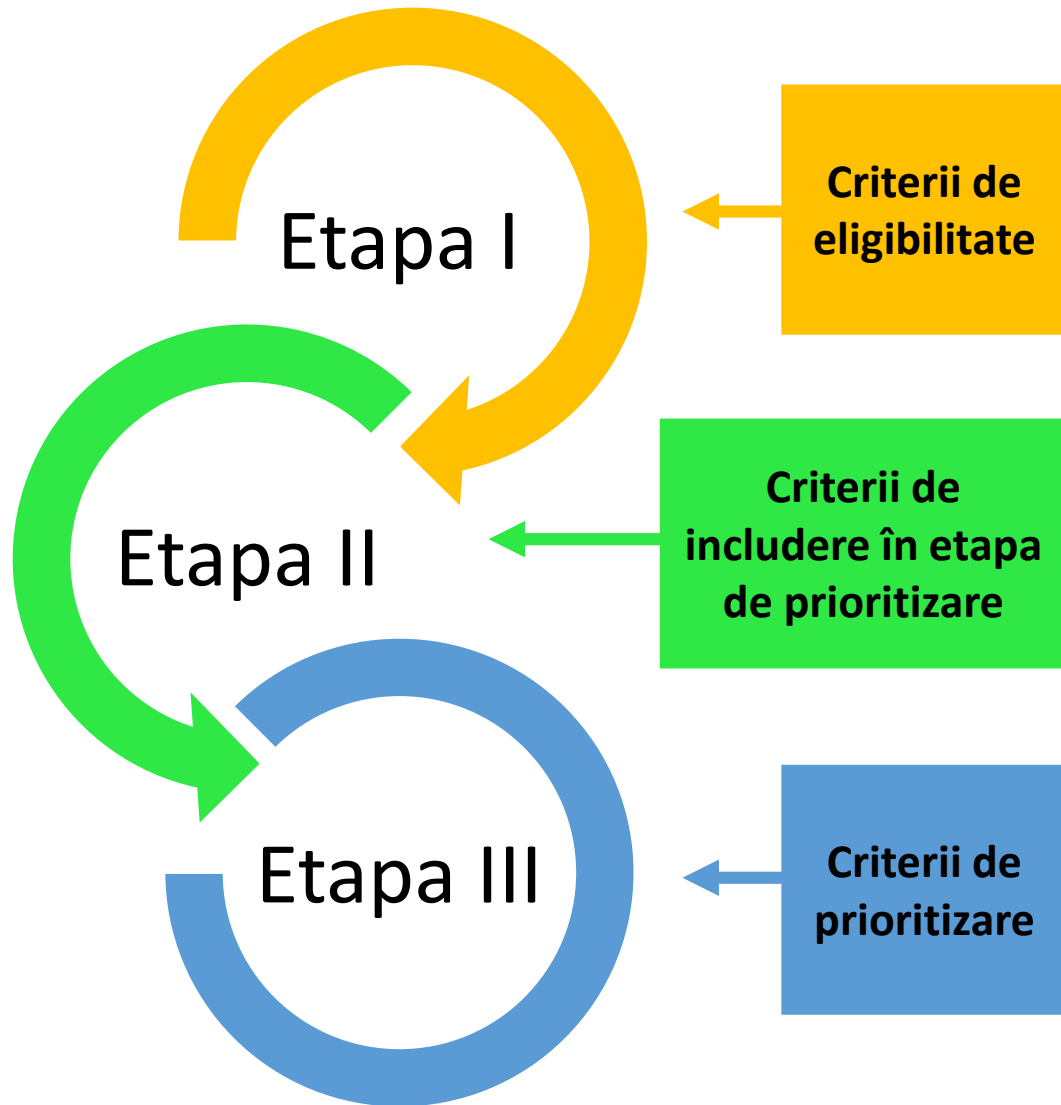 Etapa I
Criterii de
eligibilitate
Etapa II
Criterii de
includere în etapa
de prioritizare
Etapa III
Criterii de
prioritizare